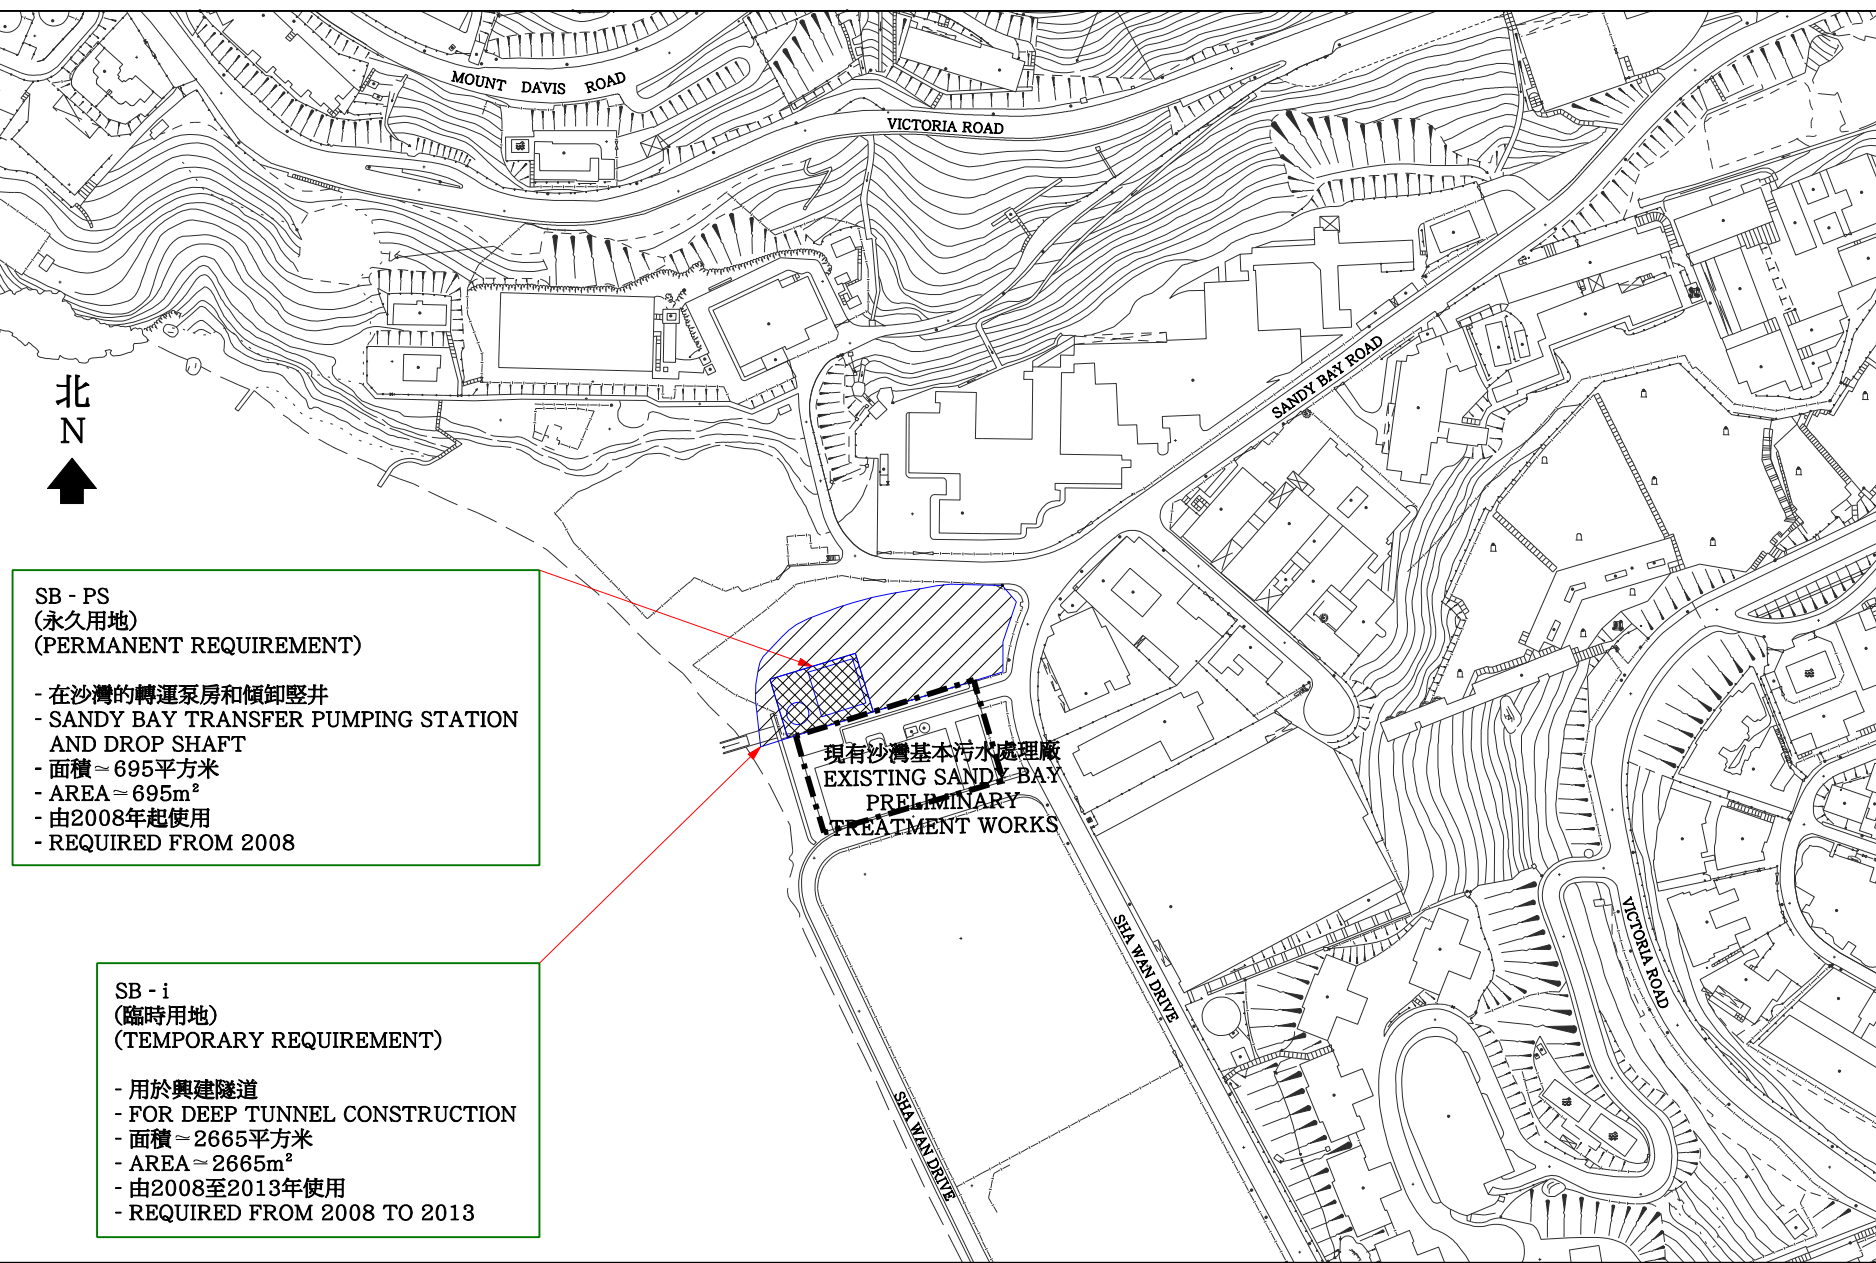 MOUNT DAVIS ROAD
VICTORIA ROAD
SANDY BAY ROAD
北
N
SB - PS
(永久用地)
(PERMANENT REQUIREMENT)
- 在沙灣的轉運泵房和傾卸竪井
- SANDY BAY TRANSFER PUMPING STATION
AND DROP SHAFT
- 面積≃695平方米
- AREA≃695m²
- 由2008年起使用
- REQUIRED FROM 2008
現有沙灣基本污水處理廠
EXISTING SANDY BAY
PRELIMINARY
TREATMENT WORKS
SHA WAN DRIVE
VICTORIA ROAD
SB - i
(臨時用地)
(TEMPORARY REQUIREMENT)
- 用於興建隧道
- FOR DEEP TUNNEL CONSTRUCTION
- 面積≃2665平方米
- AREA≃2665m²
- 由2008至2013年使用
- REQUIRED FROM 2008 TO 2013
SHA WAN DRIVE